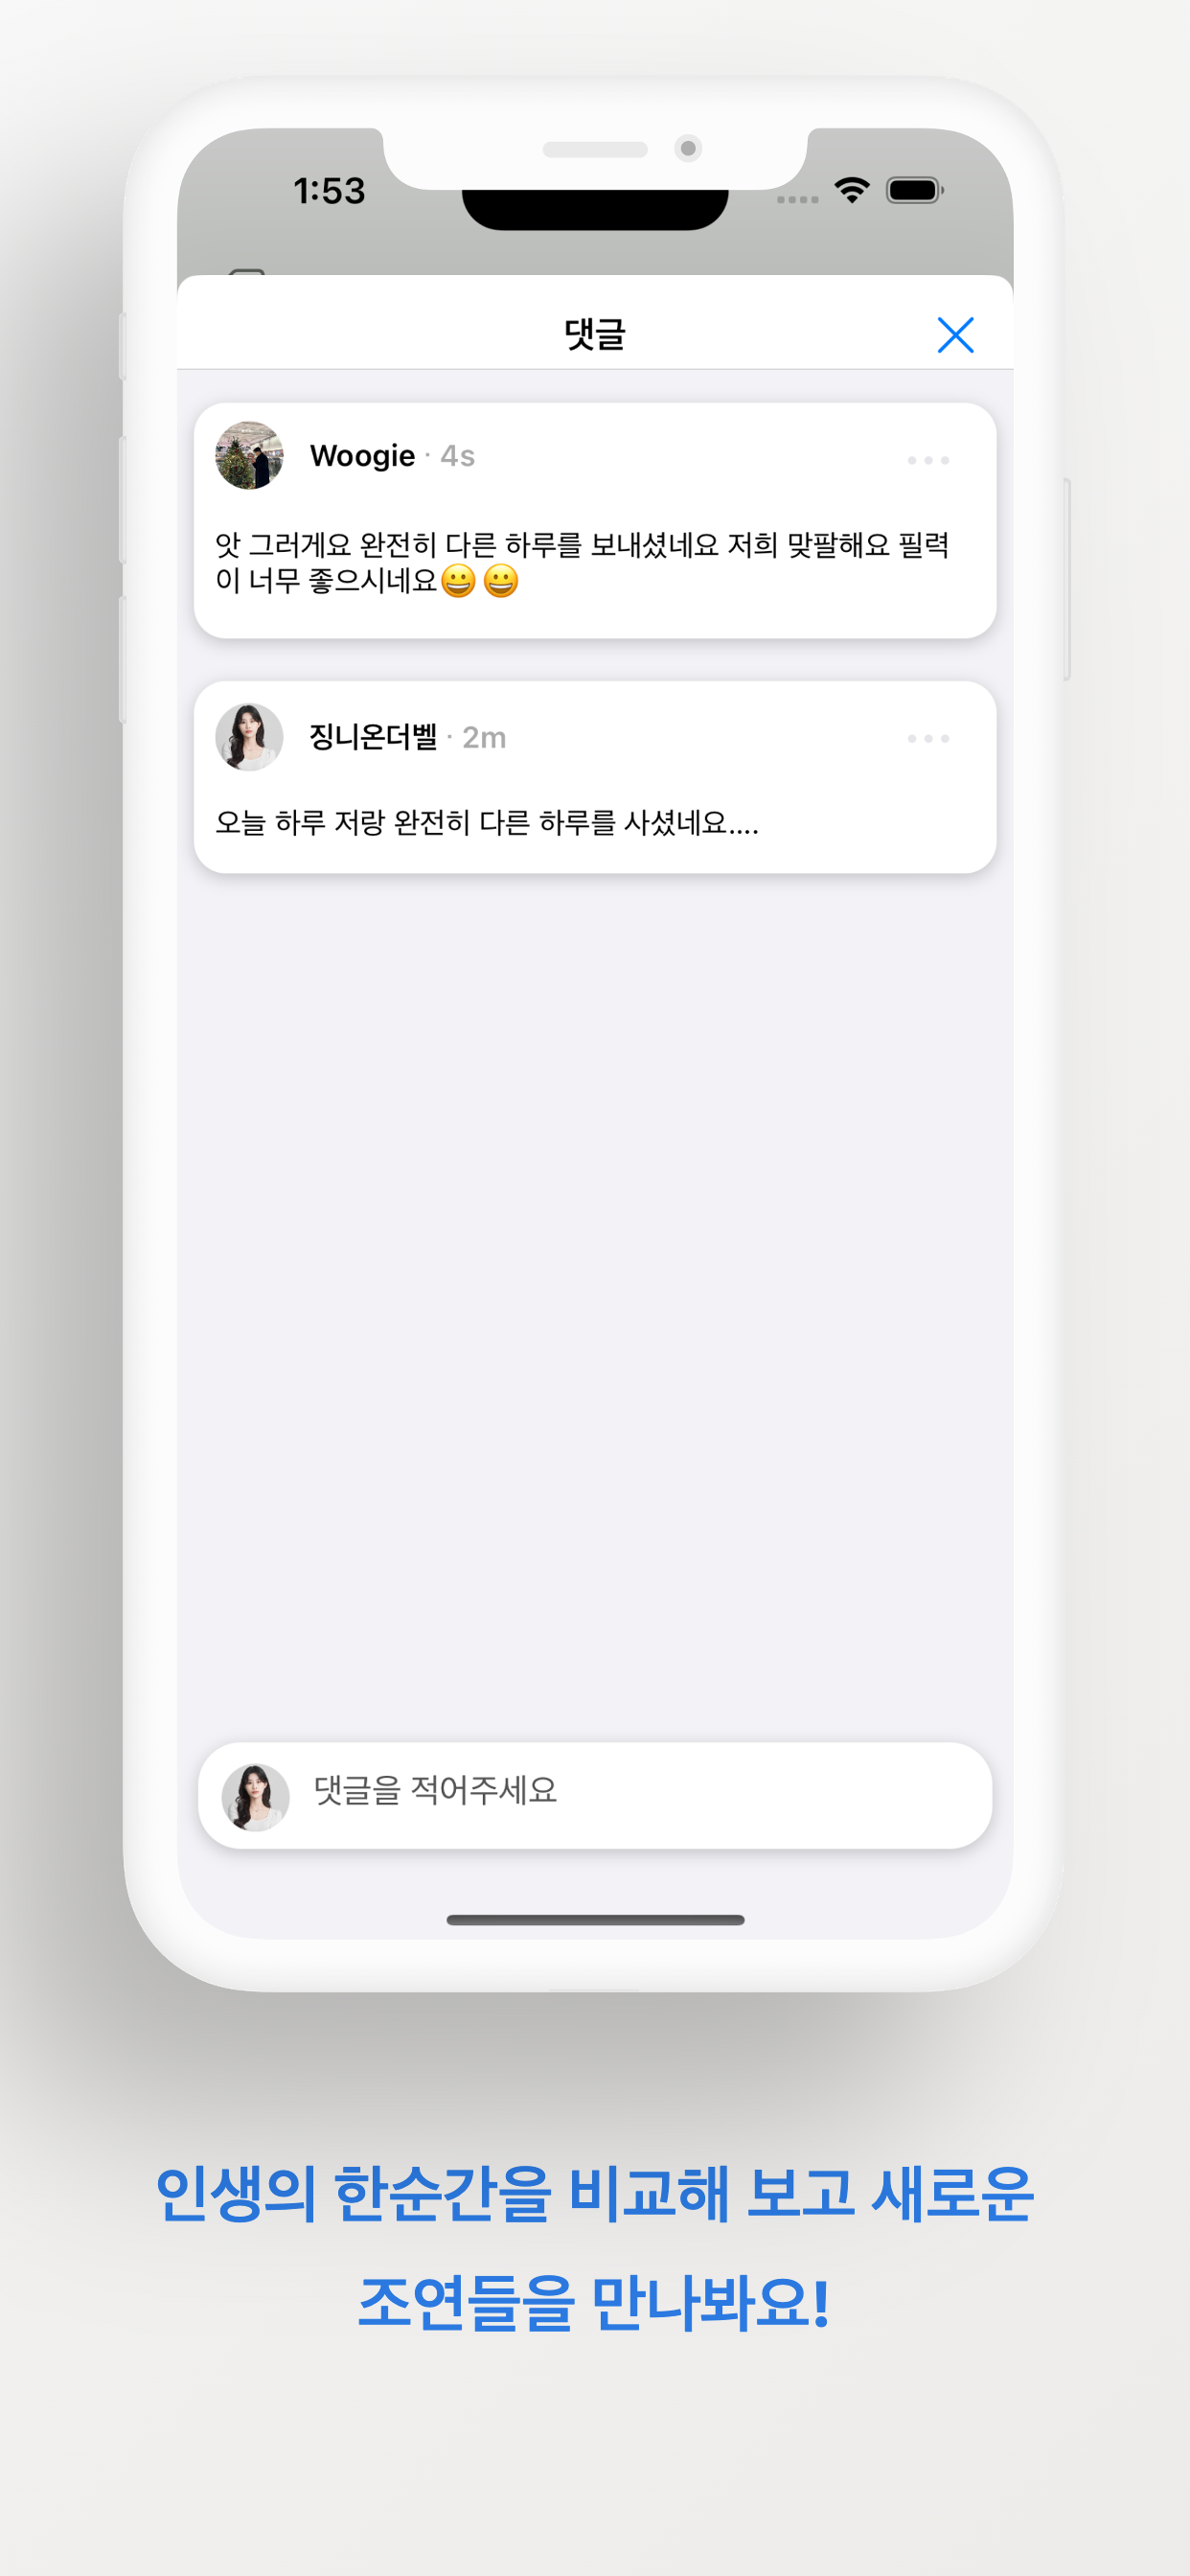 1:53
댓글
Woogie · 4s
앗 그러게요 완전히 다른 하루를 보내셨네요 저희 맞팔해요 필력
이 너무 좋으시네요😀😀
징니온더벨 · 2m
오늘 하루 저랑 완전히 다른 하루를 사셨네요....
댓글을 적어주세요
인생의 한순간을 비교해 보고 새로운
조연들을 만나봐요!